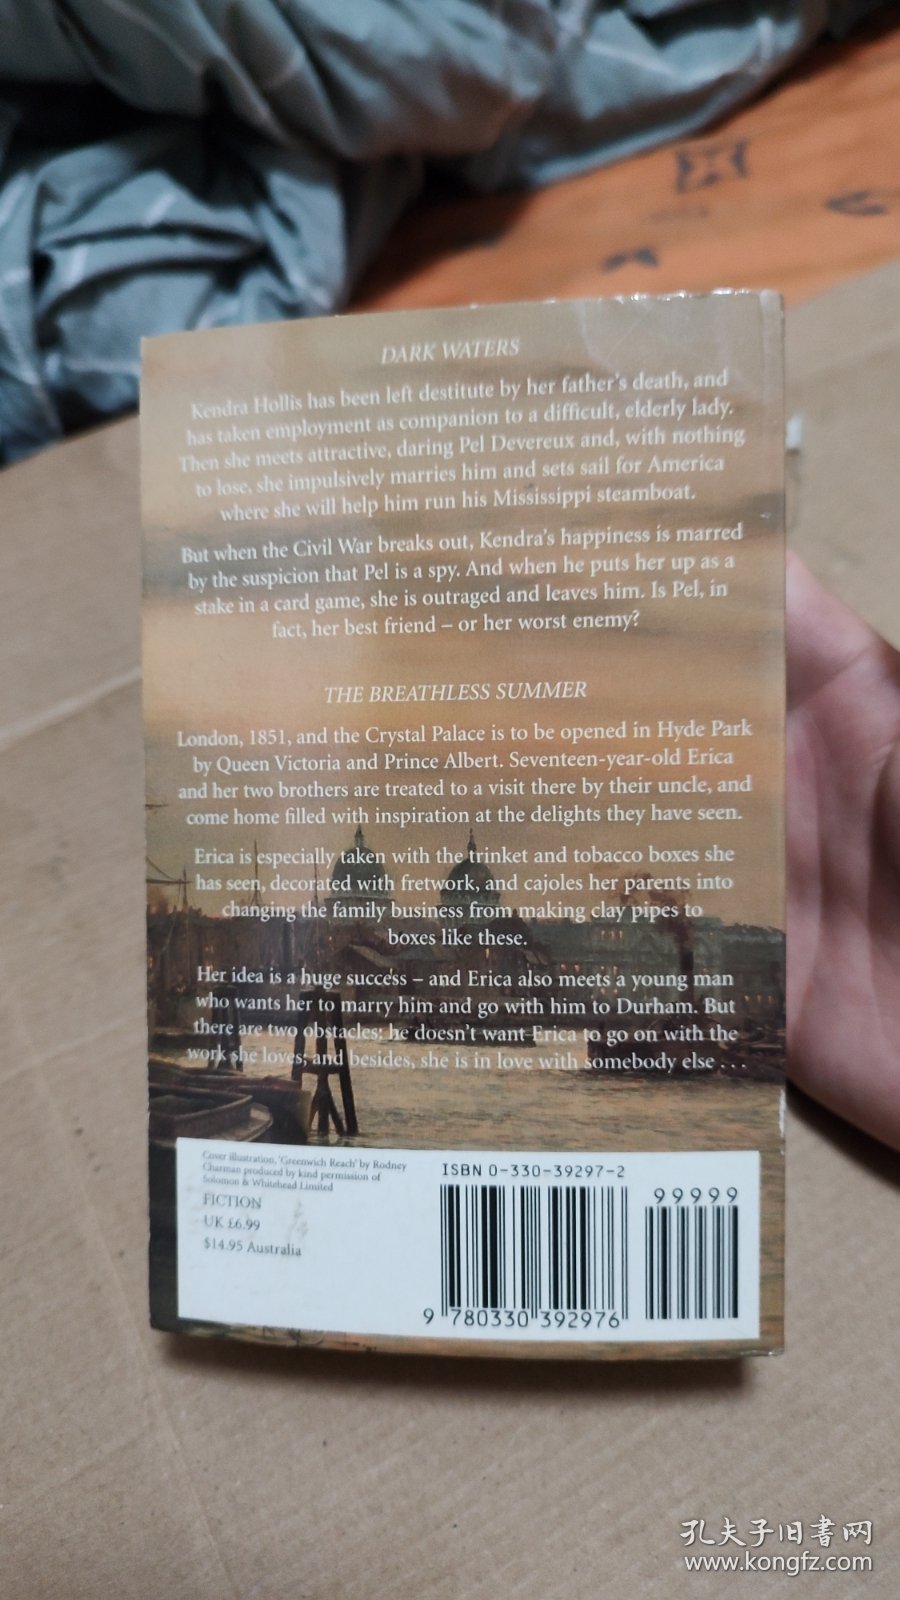 DARK WATERS
Kendra Hollis has been left destitute by her father's death, and
has taken employment as companion to a difficult, elderly lady.
Then she meets attractive, daring Pel Devereux and, with nothing
to lose, she impulsively marries him and sets sail for America
where she will help him run his Mississippi steamboat.
But when the Civil War breaks out, Kendra's happiness is marred
by the suspicion that Pel is a spy. And when he puts her up as a
stake in a card game, she is outraged and leaves him. Is Pel, in
fact, her best friend – or her worst enemy?
THE BREATHLESS SUMMER
London, 1851, and the Crystal Palace is to be opened in Hyde Park
by Queen Victoria and Prince Albert. Seventeen-year-old Erica
and her two brothers are treated to a visit there by their uncle, and
come home filled with inspiration at the delights they have seen.
Erica is especially taken with the trinket and tobacco boxes she
has seen, decorated with fretwork, and cajoles her parents into
changing the family business from making clay pipes to
boxes like these.
Her idea is a huge success – and Erica also meets a young man
who wants her to marry him and go with him to Durham. But
there are two obstacles: he doesn't want Erica to go on with the
work she loves; and besides, she is in love with somebody else . . .
Cover illustration, 'Greenwich Reach' by Rodney
Charman produced by kind permission of
Solomon & Whitehead Limited
FICTION
UK £6.99
$14.95 Australia
ISBN 0-330-39297-2
99999
9 780330 392976
孔夫子旧書网
www.kongfz.com